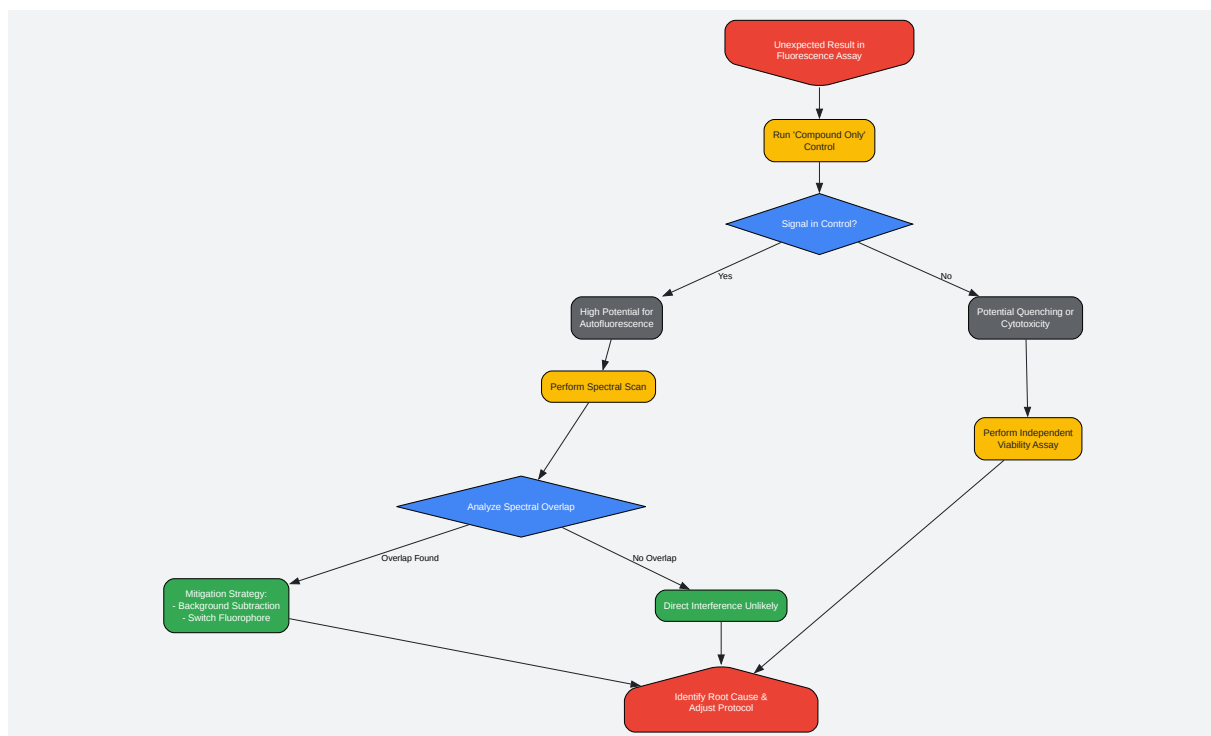 Unexpected Result in
Fluorescence Assay
Run 'Compound Only'
Control
Signal in Control?
Yes
No
High Potential for
Autofluorescence
Potential Quenching or
Cytotoxicity
Perform Spectral Scan
Perform Independent
Viability Assay
Analyze Spectral Overlap
Overlap Found
No Overlap
Mitigation Strategy:
- Background Subtraction
- Switch Fluorophore
Direct Interference Unlikely
Identify Root Cause &
Adjust Protocol